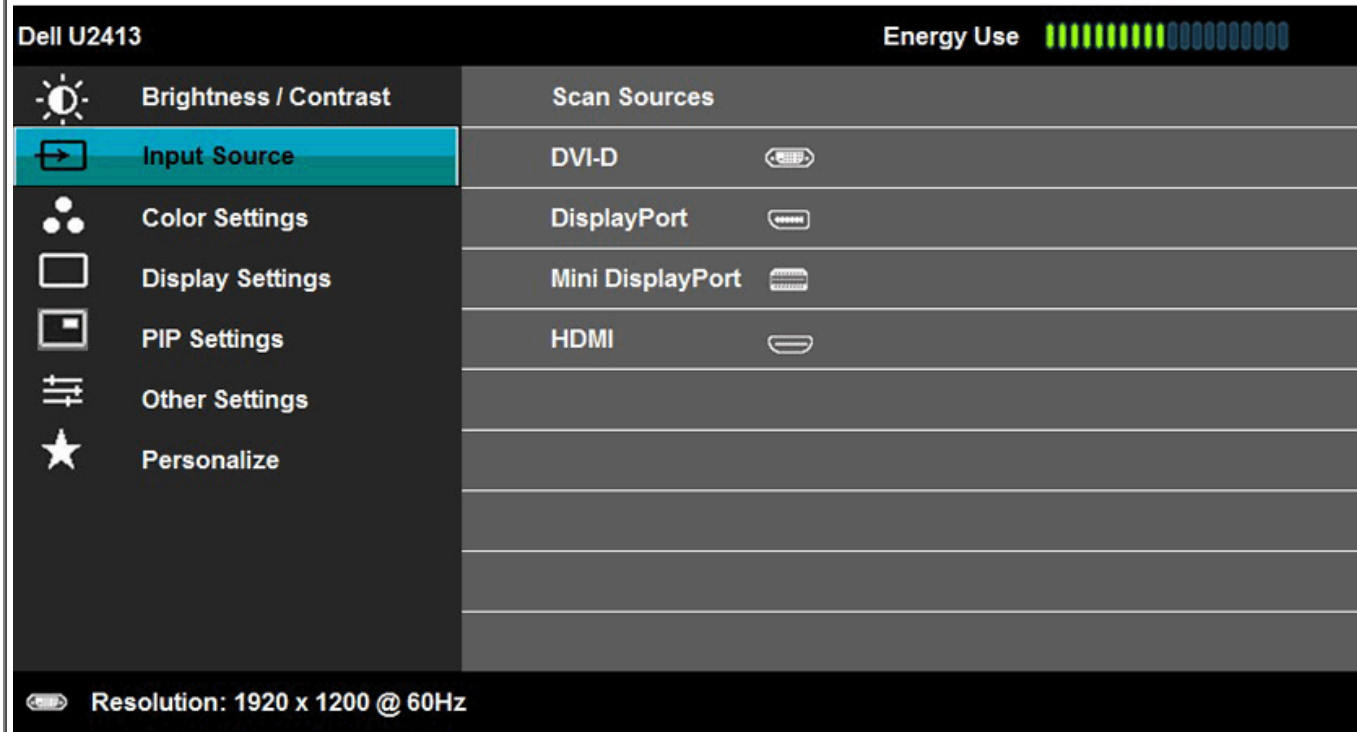 Dell U2413 Energy Use
Brightness / Contrast Scan Sources
Input Source DVI-D
Color Settings DisplayPort
Display Settings Mini DisplayPort
PIP Settings HDMI
Other Settings
Personalize
Resolution: 1920 x 1200 @ 60Hz